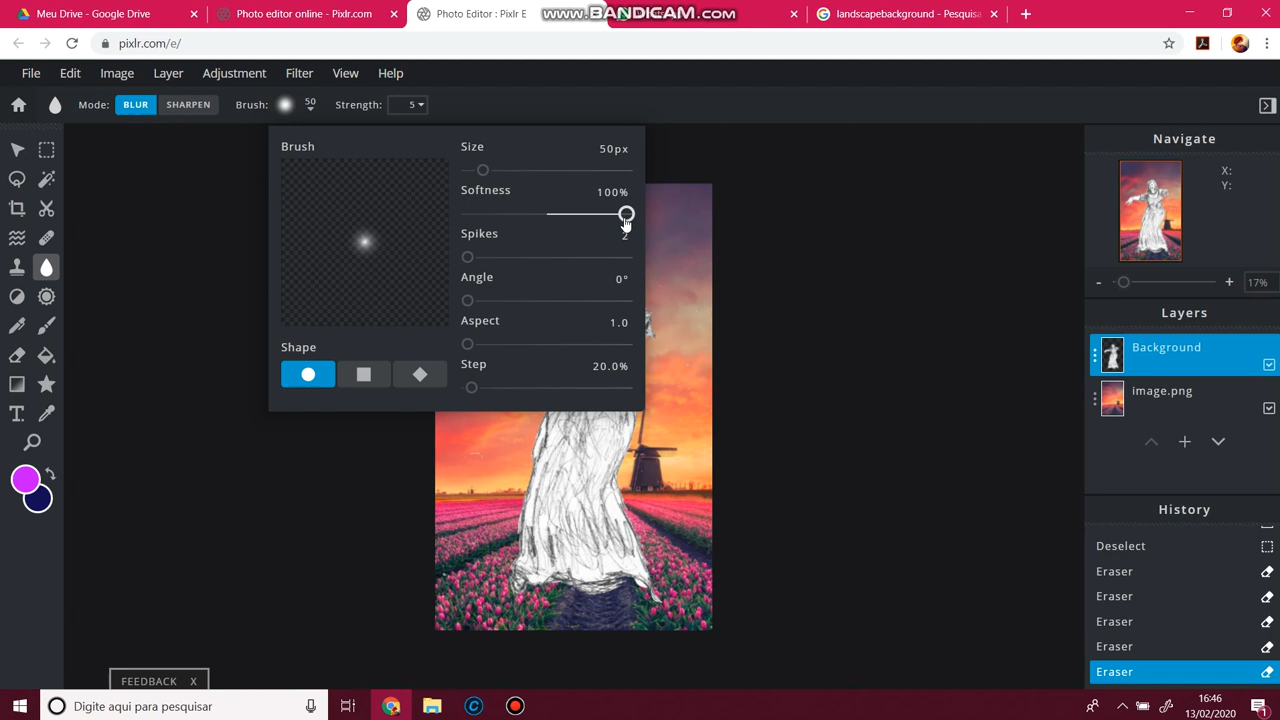 Meu Drive - Google Drive
Photo editor online - Pixlr.com
Photo Editor : Pixlr E
www.BANDICAM.com
landscapebackground - Pesquisa
pixlr.com/e/
File Edit Image Layer Adjustment Filter View Help
Mode: BLUR SHARPEN Brush: 50 Strength: 5
Brush
Size 50px
Softness 100%
Spikes 2
Angle 0°
Aspect 1.0
Shape
Step 20.0%
Navigate
X:
Y:
- + 17%
Layers
Background
image.png
History
Deselect
Eraser
Eraser
Eraser
Eraser
Eraser
FEEDBACK X
Digite aqui para pesquisar
16:46
13/02/2020
1